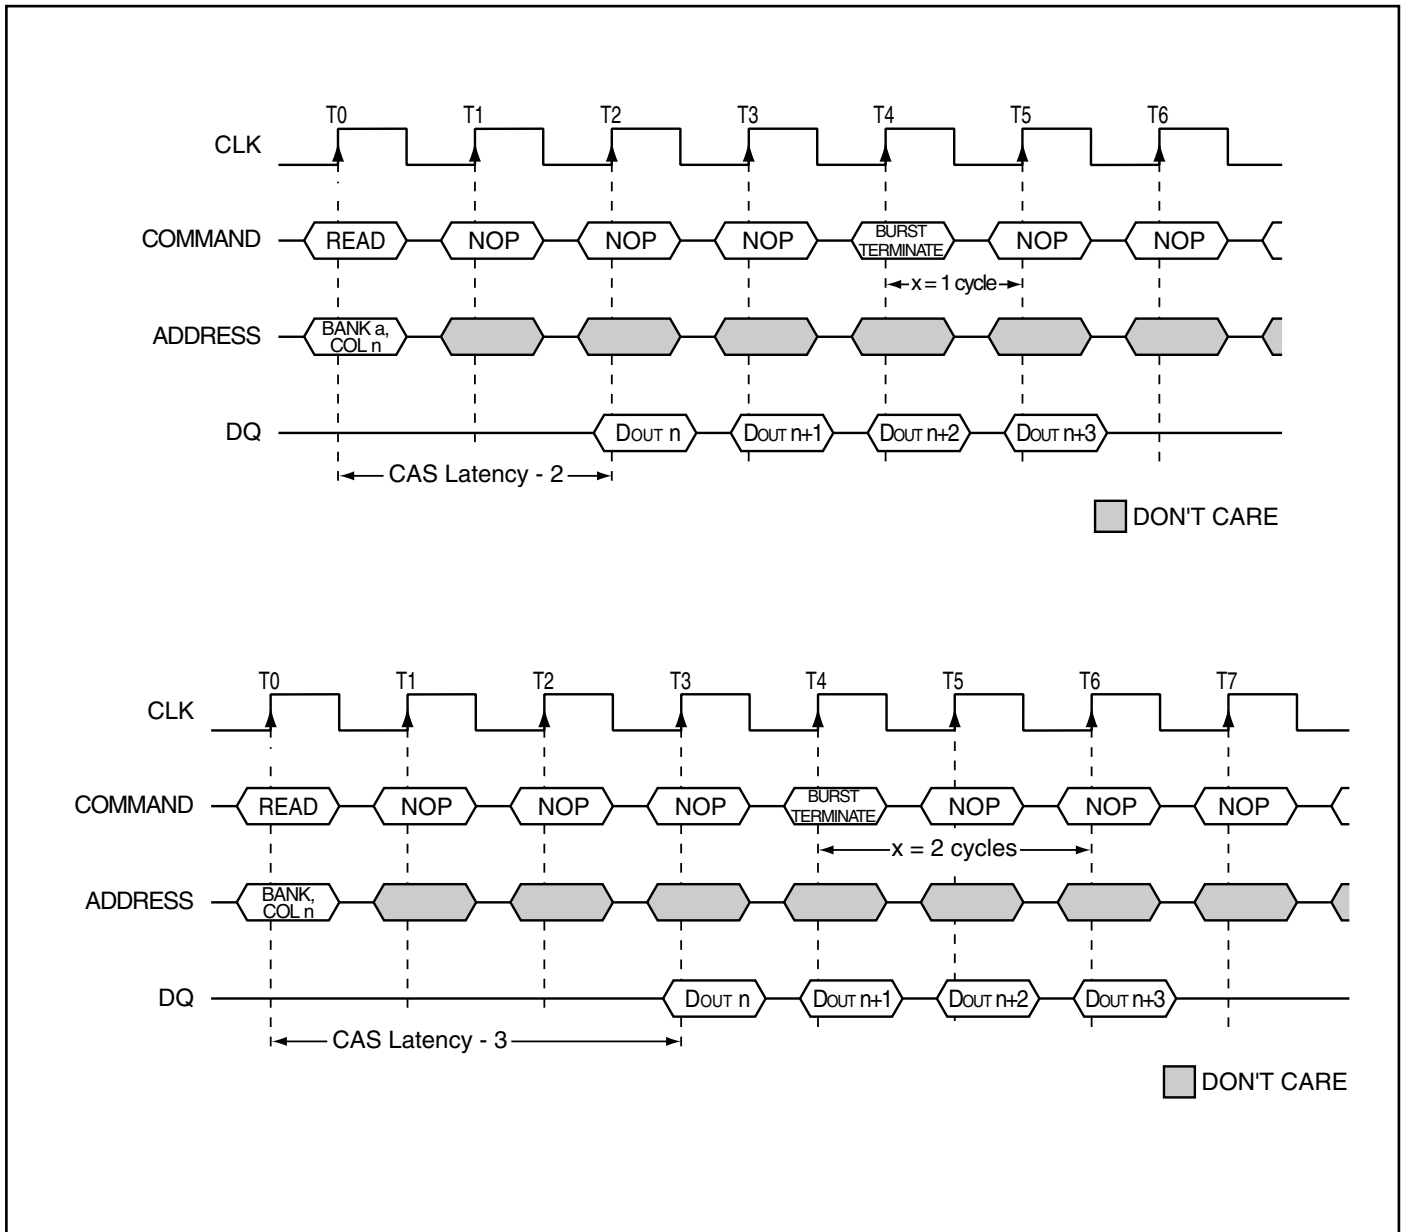 T0 T1 T2 T3 T4 T5 T6
CLK
COMMAND READ NOP NOP NOP BURST TERMINATE NOP NOP
x = 1 cycle
ADDRESS BANK a, COL n
DQ DOUT n DOUT n+1 DOUT n+2 DOUT n+3
CAS Latency - 2
DON'T CARE
T0 T1 T2 T3 T4 T5 T6 T7
CLK
COMMAND READ NOP NOP NOP BURST TERMINATE NOP NOP NOP
x = 2 cycles
ADDRESS BANK, COL n
DQ DOUT n DOUT n+1 DOUT n+2 DOUT n+3
CAS Latency - 3
DON'T CARE